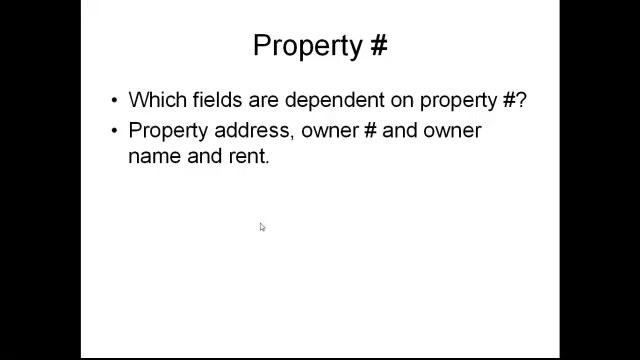 Property #
• Which fields are dependent on property #?
• Property address, owner # and owner
name and rent.